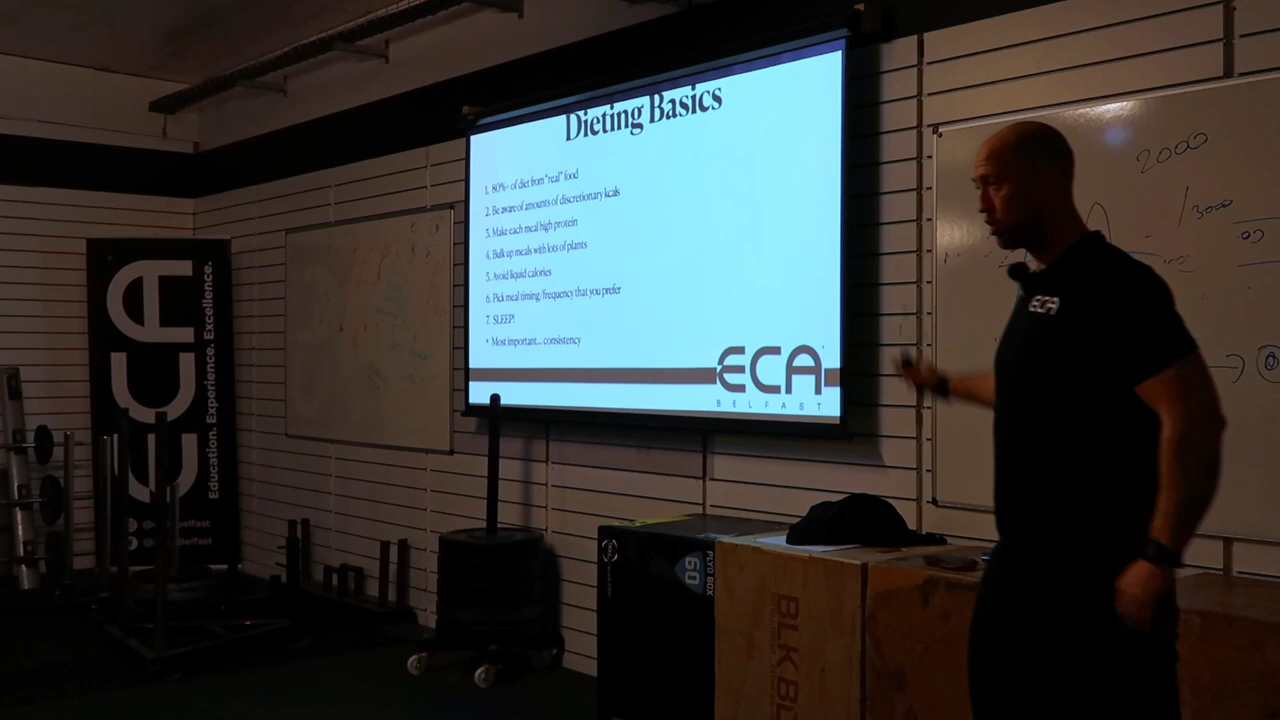 Dieting Basics
1. 80%+ of diet from "real" food
2. Be aware of amounts of discretionary kcals
3. Make each meal high protein
4. Bulk up meals with lots of plants
5. Avoid liquid calories
6. Pick meal timing/frequency that you prefer
7. SLEEP!
• Most important... consistency
ECA
BELFAST
ECA
Education. Experience. Excellence.
2000
3000
ECA
PLYO BOX
60
BLK